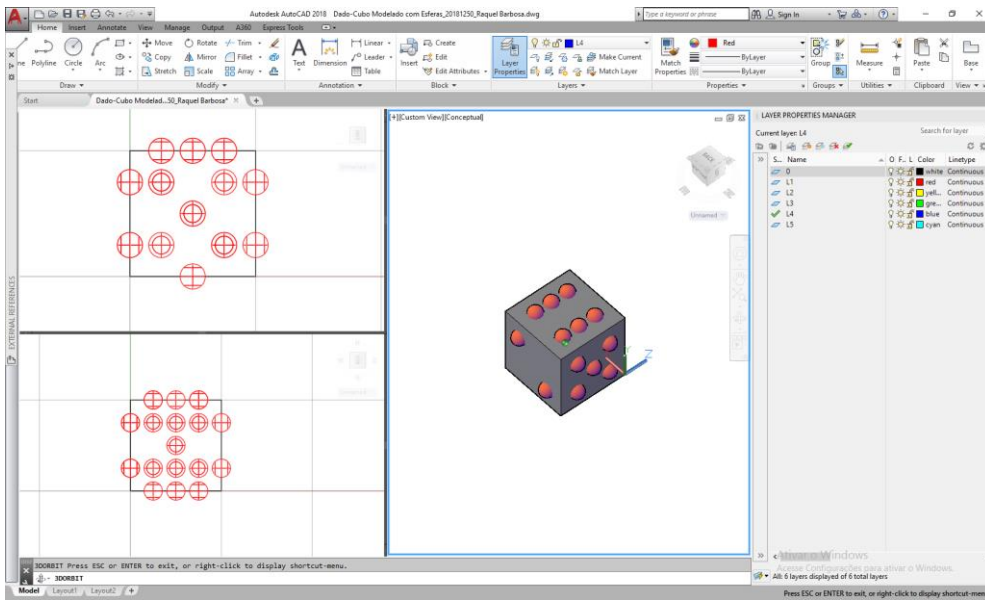 Autodesk AutoCAD 2018 Dado-Cubo Modelado com Esferas_20181250_Raquel Barbosa.dwg
Type a keyword or phrase
Sign In
Home Insert Annotate View Manage Output A360 Express Tools
Polyline Circle Arc
Move Rotate Trim
Copy Mirror Fillet
Stretch Scale Array
Text Dimension
Linear
Leader
Table
Insert
Create
Edit
Edit Attributes
Layer Properties
L4
Make Current
Match Layer
Match Properties
Red
ByLayer
ByLayer
Group
Measure
Paste
Base
Draw Modify Annotation Block Layers Properties Groups Utilities Clipboard View
Start Dado-Cubo Modelad...50_Raquel Barbosa*
[+][Custom View][Conceptual]
Unnamed
Z
EXTERNAL REFERENCES
LAYER PROPERTIES MANAGER
Current layer: L4
Search for layer
S... Name O F.. L Color Linetype
0 white Continuous
L1 red Continuous
L2 yell... Continuous
L3 gre... Continuous
L4 blue Continuous
L5 cyan Continuous
Ativar o Windows
Acesse Configurações para ativar o Windows.
All: 6 layers displayed of 6 total layers
3DORBIT Press ESC or ENTER to exit, or right-click to display shortcut-menu.
3DORBIT
Model Layout1 Layout2
Press ESC or ENTER to exit, or right-click to display shortcut-men